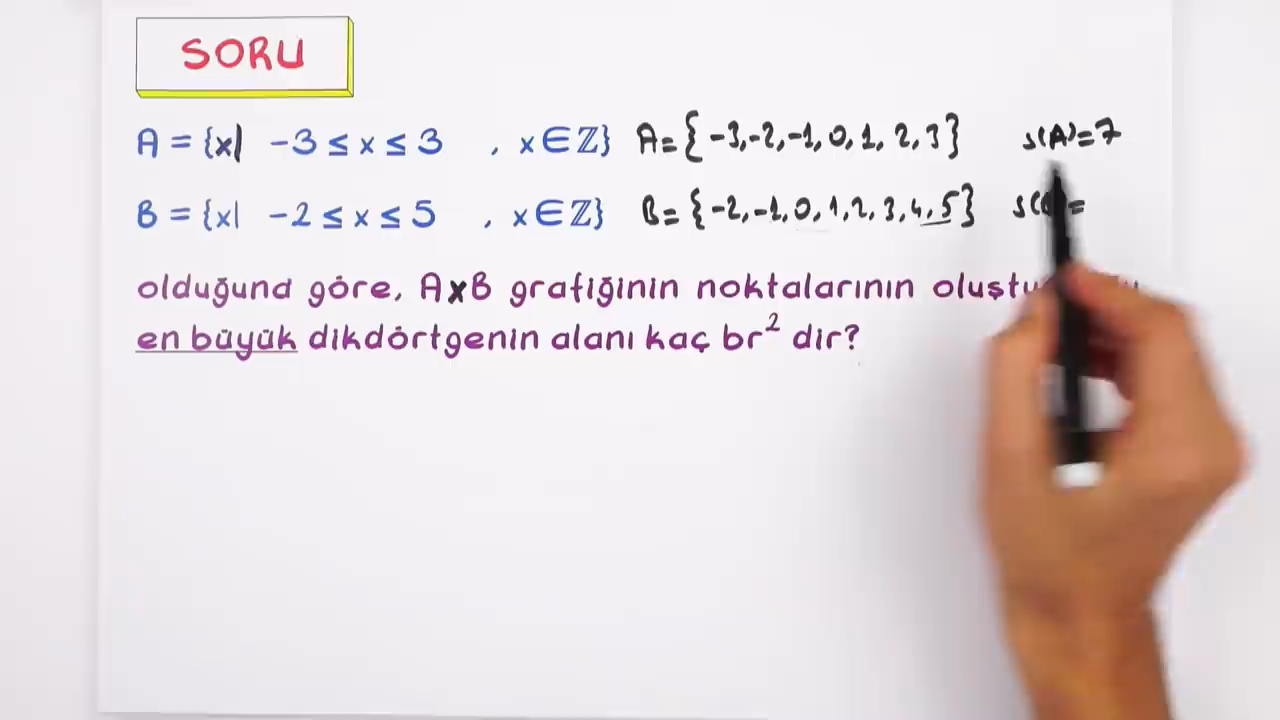 SORU
A = {x| -3 ≤ x ≤ 3 , x∈ℤ} A= {-3,-2,-1,0,1,2,3} s(A)=7
B = {x| -2 ≤ x ≤ 5 , x∈ℤ} B= {-2,-1,0,1,2,3,4,5}
olduğuna göre, AxB grafiğinin noktalarının
en büyük dikdörtgenin alanı kaç br² dir?